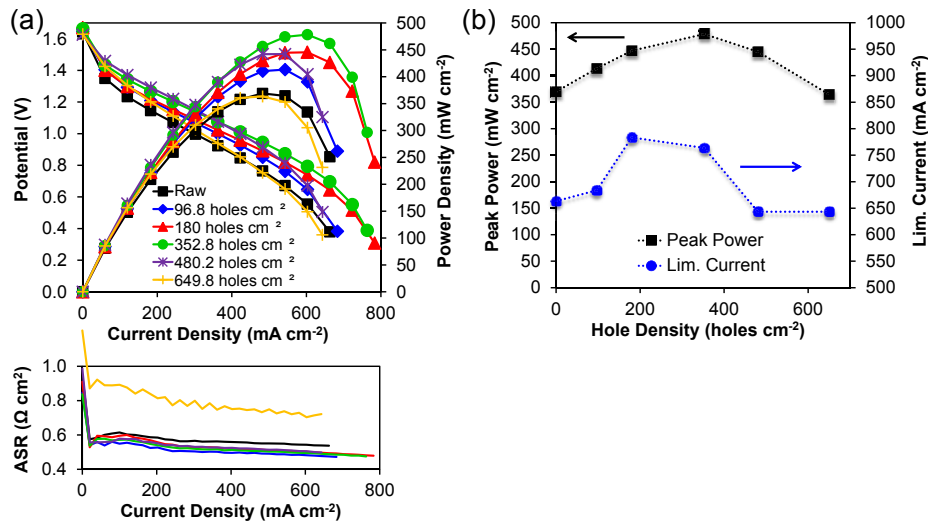 (a)
1.6
1.4
1.2
1.0
0.8
0.6
0.4
0.2
0.0
Potential (V)
500
450
400
350
300
250
200
150
100
50
0
Power Density (mW cm-2)
Raw
96.8 holes cm ²
180 holes cm ²
352.8 holes cm ²
480.2 holes cm ²
649.8 holes cm ²
0 200 400 600 800
Current Density (mA cm-2)
1.0
0.8
0.6
0.4
ASR (Ω cm2)
0 200 400 600 800
Current Density (mA cm-2)
(b)
500
450
400
350
300
250
200
150
100
50
0
Peak Power (mW cm-2)
1000
950
900
850
800
750
700
650
600
550
500
Lim. Current (mA cm-2)
Peak Power
Lim. Current
0 200 400 600
Hole Density (holes cm-2)